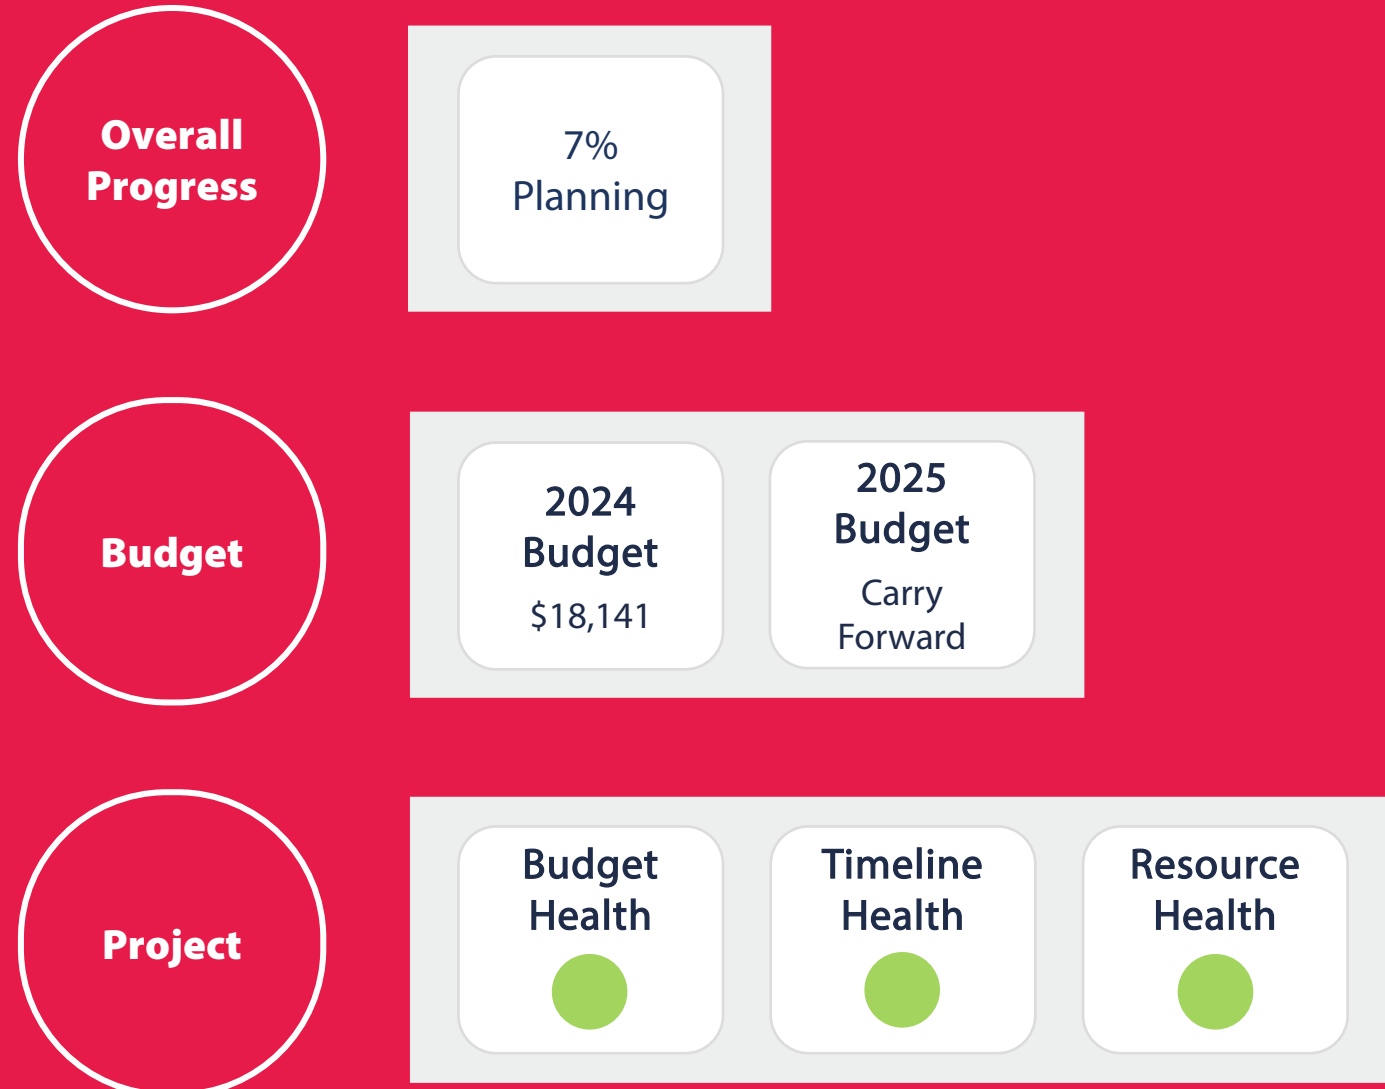 Overall
Progress
7%
Planning
Budget
2024
Budget
$18,141
2025
Budget
Carry
Forward
Project
Budget
Health
Timeline
Health
Resource
Health